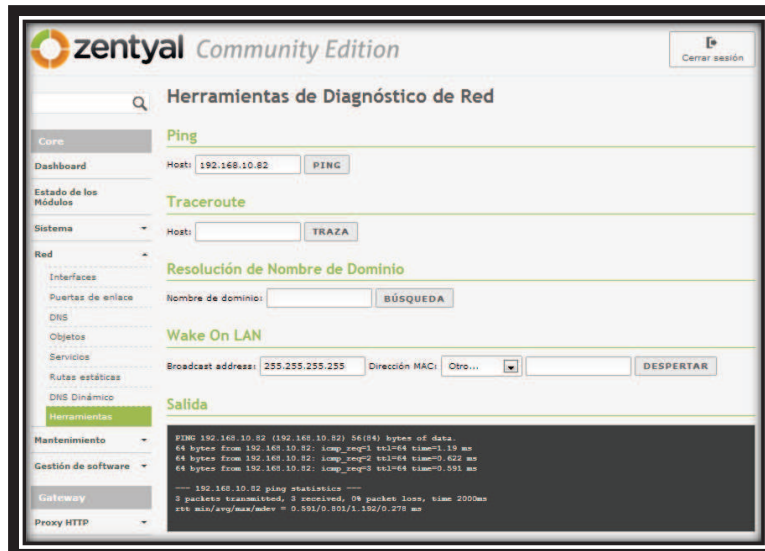 zentyal Community Edition
Cerrar sesión
Herramientas de Diagnóstico de Red
Core
Dashboard
Estado de los
Módulos
Sistema
Red
Interfaces
Puertas de enlace
DNS
Objetos
Servicios
Rutas estáticas
DNS Dinámico
Herramientas
Mantenimiento
Gestión de software
Gateway
Proxy HTTP
Ping
Host: 192.168.10.82 PING
Traceroute
Host: TRAZA
Resolución de Nombre de Dominio
Nombre de dominio: BÚSQUEDA
Wake On LAN
Broadcast address: 255.255.255.255 Dirección MAC: Otro... DESPERTAR
Salida
PING 192.168.10.82 (192.168.10.82) 56(84) bytes of data.
64 bytes from 192.168.10.82: icmp_req=1 ttl=64 time=1.19 ms
64 bytes from 192.168.10.82: icmp_req=2 ttl=64 time=0.622 ms
64 bytes from 192.168.10.82: icmp_req=3 ttl=64 time=0.591 ms
--- 192.168.10.82 ping statistics ---
3 packets transmitted, 3 received, 0% packet loss, time 2000ms
rtt min/avg/max/mdev = 0.591/0.801/1.192/0.278 ms